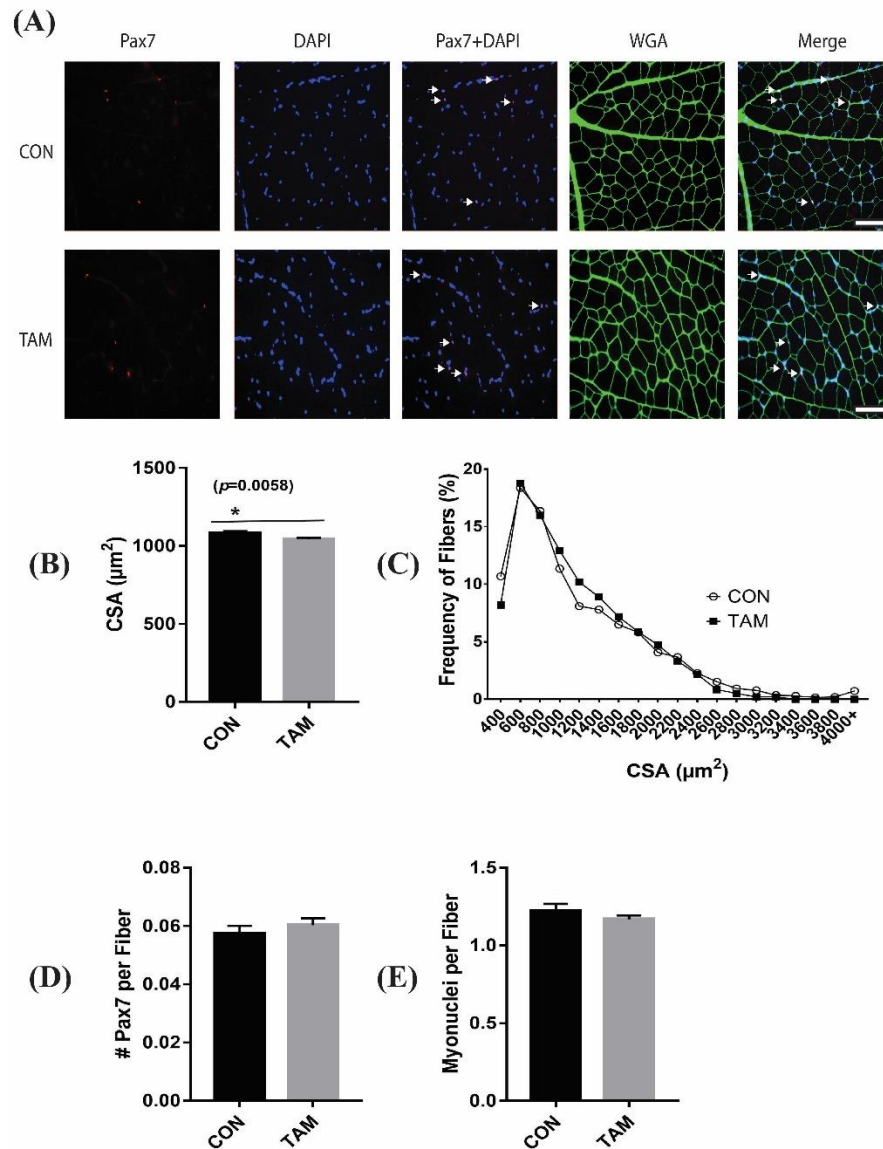 (A)
Pax7 DAPI Pax7+DAPI WGA Merge
CON
TAM
(B)
CSA (µm²)
1500
1000
500
0
(p=0.0058)
*
CON TAM
(C)
Frequency of Fibers (%)
20
15
10
5
0
CON
TAM
400 600 800 1000 1200 1400 1600 1800 2000 2200 2400 2600 2800 3000 3200 3400 3600 3800 4000+
CSA (µm²)
(D)
# Pax7 per Fiber
0.08
0.06
0.04
0.02
0.00
CON TAM
(E)
Myonuclei per Fiber
1.5
1.0
0.5
0.0
CON TAM